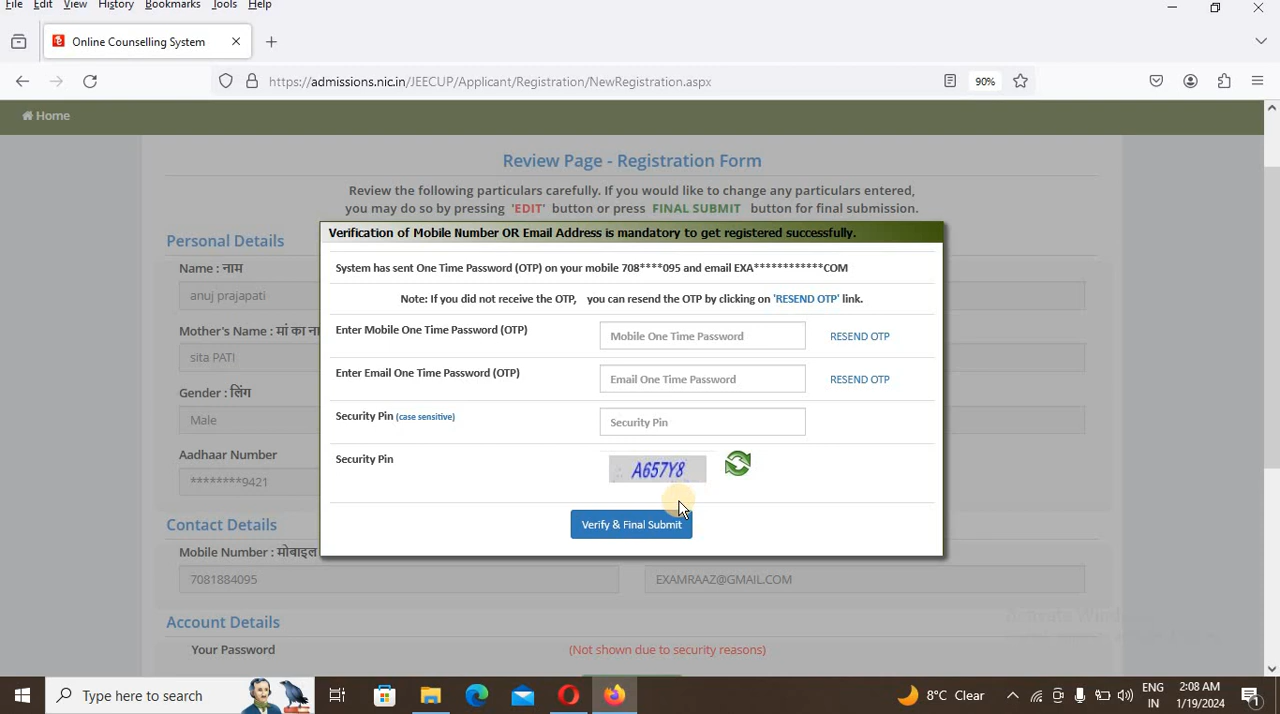 File Edit View History Bookmarks Tools Help
Online Counselling System
https://admissions.nic.in/JEECUP/Applicant/Registration/NewRegistration.aspx 90%
Home
Review Page - Registration Form
Review the following particulars carefully. If you would like to change any particulars entered,
you may do so by pressing 'EDIT' button or press FINAL SUBMIT button for final submission.
Verification of Mobile Number OR Email Address is mandatory to get registered successfully.
Personal Details
System has sent One Time Password (OTP) on your mobile 708****095 and email EXA************COM
Name : नाम
anuj prajapati
Note: If you did not receive the OTP, you can resend the OTP by clicking on 'RESEND OTP' link.
Mother's Name : मां का ना
Enter Mobile One Time Password (OTP) Mobile One Time Password RESEND OTP
sita PATI
Enter Email One Time Password (OTP) Email One Time Password RESEND OTP
Gender : लिंग
Male
Security Pin (case sensitive) Security Pin
Aadhaar Number
Security Pin A657Y8
********9421
Verify & Final Submit
Contact Details
Mobile Number : मोबाइल
7081884095 EXAMRAAZ@GMAIL.COM
Account Details
Your Password (Not shown due to security reasons)
Type here to search
8°C Clear
ENG
IN
2:08 AM
1/19/2024
1